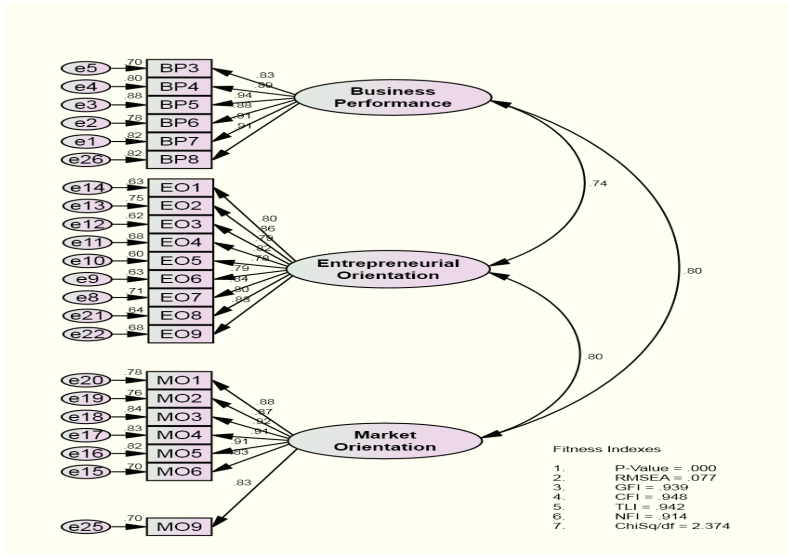 e5 .70 BP3
e4 .80 BP4
e3 .88 BP5
e2 .78 BP6
e1 .82 BP7
e26 .82 BP8
.83
.89
.94
.88
.91
.91
Business
Performance
.74
e14 .63 EO1
e13 .75 EO2
e12 .62 EO3
e11 .68 EO4
e10 .60 EO5
e9 .63 EO6
e8 .71 EO7
e21 .64 EO8
e22 .68 EO9
.80
.86
.79
.82
.79
.80
Entrepreneurial
Orientation
.80
.80
e20 .78 MO1
e19 .76 MO2
e18 .84 MO3
e17 .83 MO4
e16 .82 MO5
e15 .70 MO6
e25 .70 MO9
.88
.87
.92
.91
.91
.83
.83
Market
Orientation
Fitness Indexes
1. P-Value = .000
2. RMSEA = .077
3. GFI = .939
4. CFI = .948
5. TLI = .942
6. NFI = .914
7. ChiSq/df = 2.374